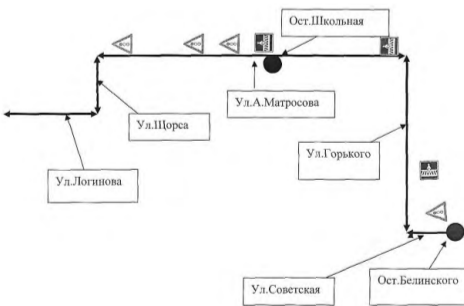 Ост.Школьная
Ул.А.Матросова
Ул.Щорса
Ул.Горького
Ул.Логинова
Ул.Советская
Ост.Белинского